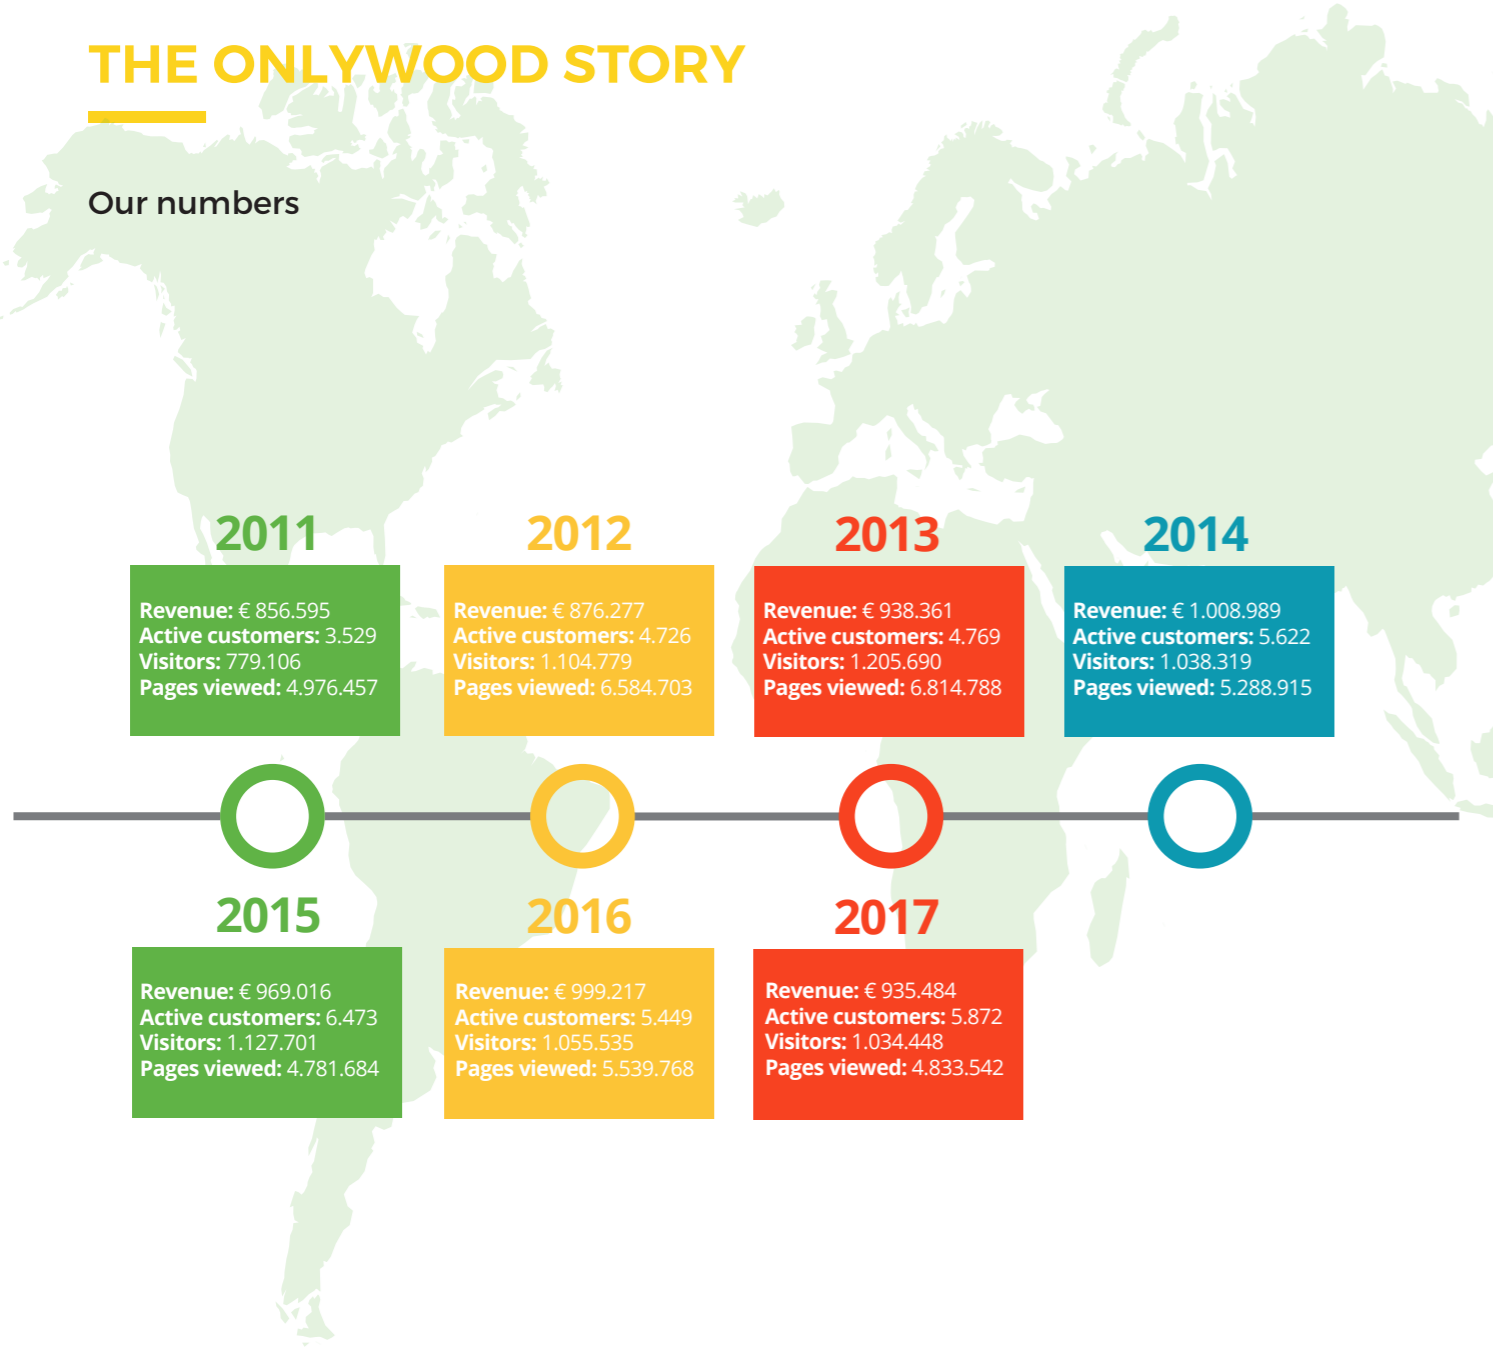 THE ONLYWOOD STORY
Our numbers
2011
Revenue: € 856.595
Active customers: 3.529
Visitors: 779.106
Pages viewed: 4.976.457
2012
Revenue: € 876.277
Active customers: 4.726
Visitors: 1.104.779
Pages viewed: 6.584.703
2013
Revenue: € 938.361
Active customers: 4.769
Visitors: 1.205.690
Pages viewed: 6.814.788
2014
Revenue: € 1.008.989
Active customers: 5.622
Visitors: 1.038.319
Pages viewed: 5.288.915
2015
Revenue: € 969.016
Active customers: 6.473
Visitors: 1.127.701
Pages viewed: 4.781.684
2016
Revenue: € 999.217
Active customers: 5.449
Visitors: 1.055.535
Pages viewed: 5.539.768
2017
Revenue: € 935.484
Active customers: 5.872
Visitors: 1.034.448
Pages viewed: 4.833.542